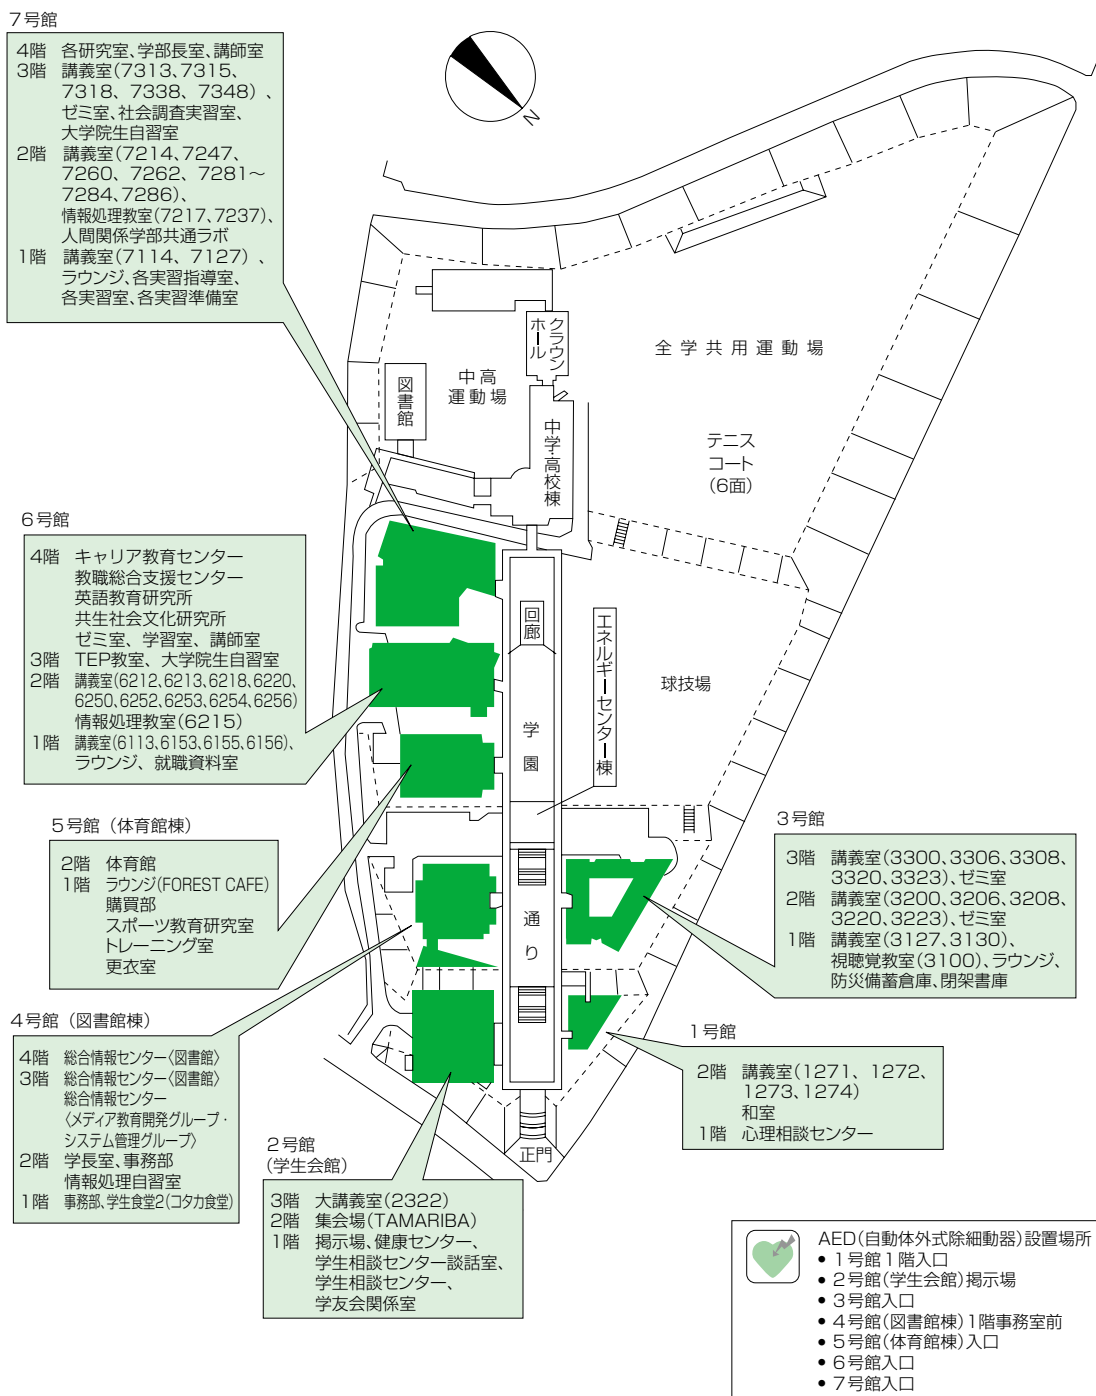 7号館
4階 各研究室、学部長室、講師室
3階 講義室(7313、7315、
7318、7338、7348)、
ゼミ室、社会調査実習室、
大学院生自習室
2階 講義室(7214、7247、
7260、7262、7281～
7284、7286)、
情報処理教室(7217、7237)、
人間関係学部共通ラボ
1階 講義室(7114、7127)、
ラウンジ、各実習指導室、
各実習室、各実習準備室
N
クラウン
ホール
全学共用運動場
中高
運動場
図書館
中学・高校棟
テニス
コート
(6面)
6号館
4階 キャリア教育センター
教職総合支援センター
英語教育研究所
共生社会文化研究所
ゼミ室、学習室、講師室
3階 TEP教室、大学院生自習室
2階 講義室(6212、6213、6218、6220、
6250、6252、6253、6254、6256)
情報処理教室(6215)
1階 講義室(6113、6153、6155、6156)、
ラウンジ、就職資料室
回廊
エネルギーセンター棟
球技場
学園
通り
5号館(体育館棟)
2階 体育館
1階 ラウンジ(FOREST CAFE)
購買部
スポーツ教育研究室
トレーニング室
更衣室
3号館
3階 講義室(3300、3306、3308、
3320、3323)、ゼミ室
2階 講義室(3200、3206、3208、
3220、3223)、ゼミ室
1階 講義室(3127、3130)、
視聴覚教室(3100)、ラウンジ、
防災備蓄倉庫、閉架書庫
4号館(図書館棟)
4階 総合情報センター〈図書館〉
3階 総合情報センター〈図書館〉
総合情報センター
〈メディア教育開発グループ・
システム管理グループ〉
2階 学長室、事務部
情報処理自習室
1階 事務部、学生食堂2(コタカ食堂)
1号館
2階 講義室(1271、1272、
1273、1274)
和室
1階 心理相談センター
正門
2号館
(学生会館)
3階 大講義室(2322)
2階 集会場(TAMARIBA)
1階 掲示場、健康センター、
学生相談センター談話室、
学生相談センター、
学友会関係室
AED(自動体外式除細動器)設置場所
• 1号館1階入口
• 2号館(学生会館)掲示場
• 3号館入口
• 4号館(図書館棟)1階事務室前
• 5号館(体育館棟)入口
• 6号館入口
• 7号館入口